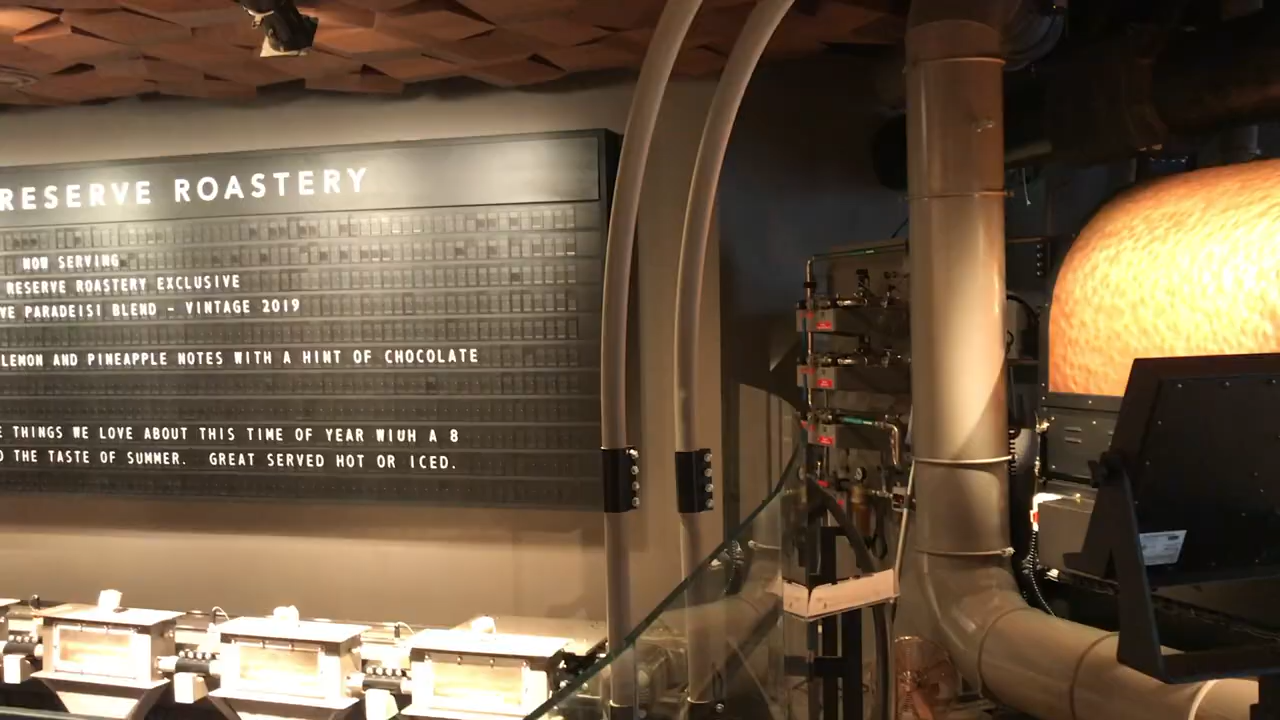 RESERVE ROASTERY
NOW SERVING
RESERVE ROASTERY EXCLUSIVE
VE PARADEISI BLEND - VINTAGE 2019
LEMON AND PINEAPPLE NOTES WITH A HINT OF CHOCOLATE
E THINGS WE LOVE ABOUT THIS TIME OF YEAR WIUH A 8
D THE TASTE OF SUMMER. GREAT SERVED HOT OR ICED.